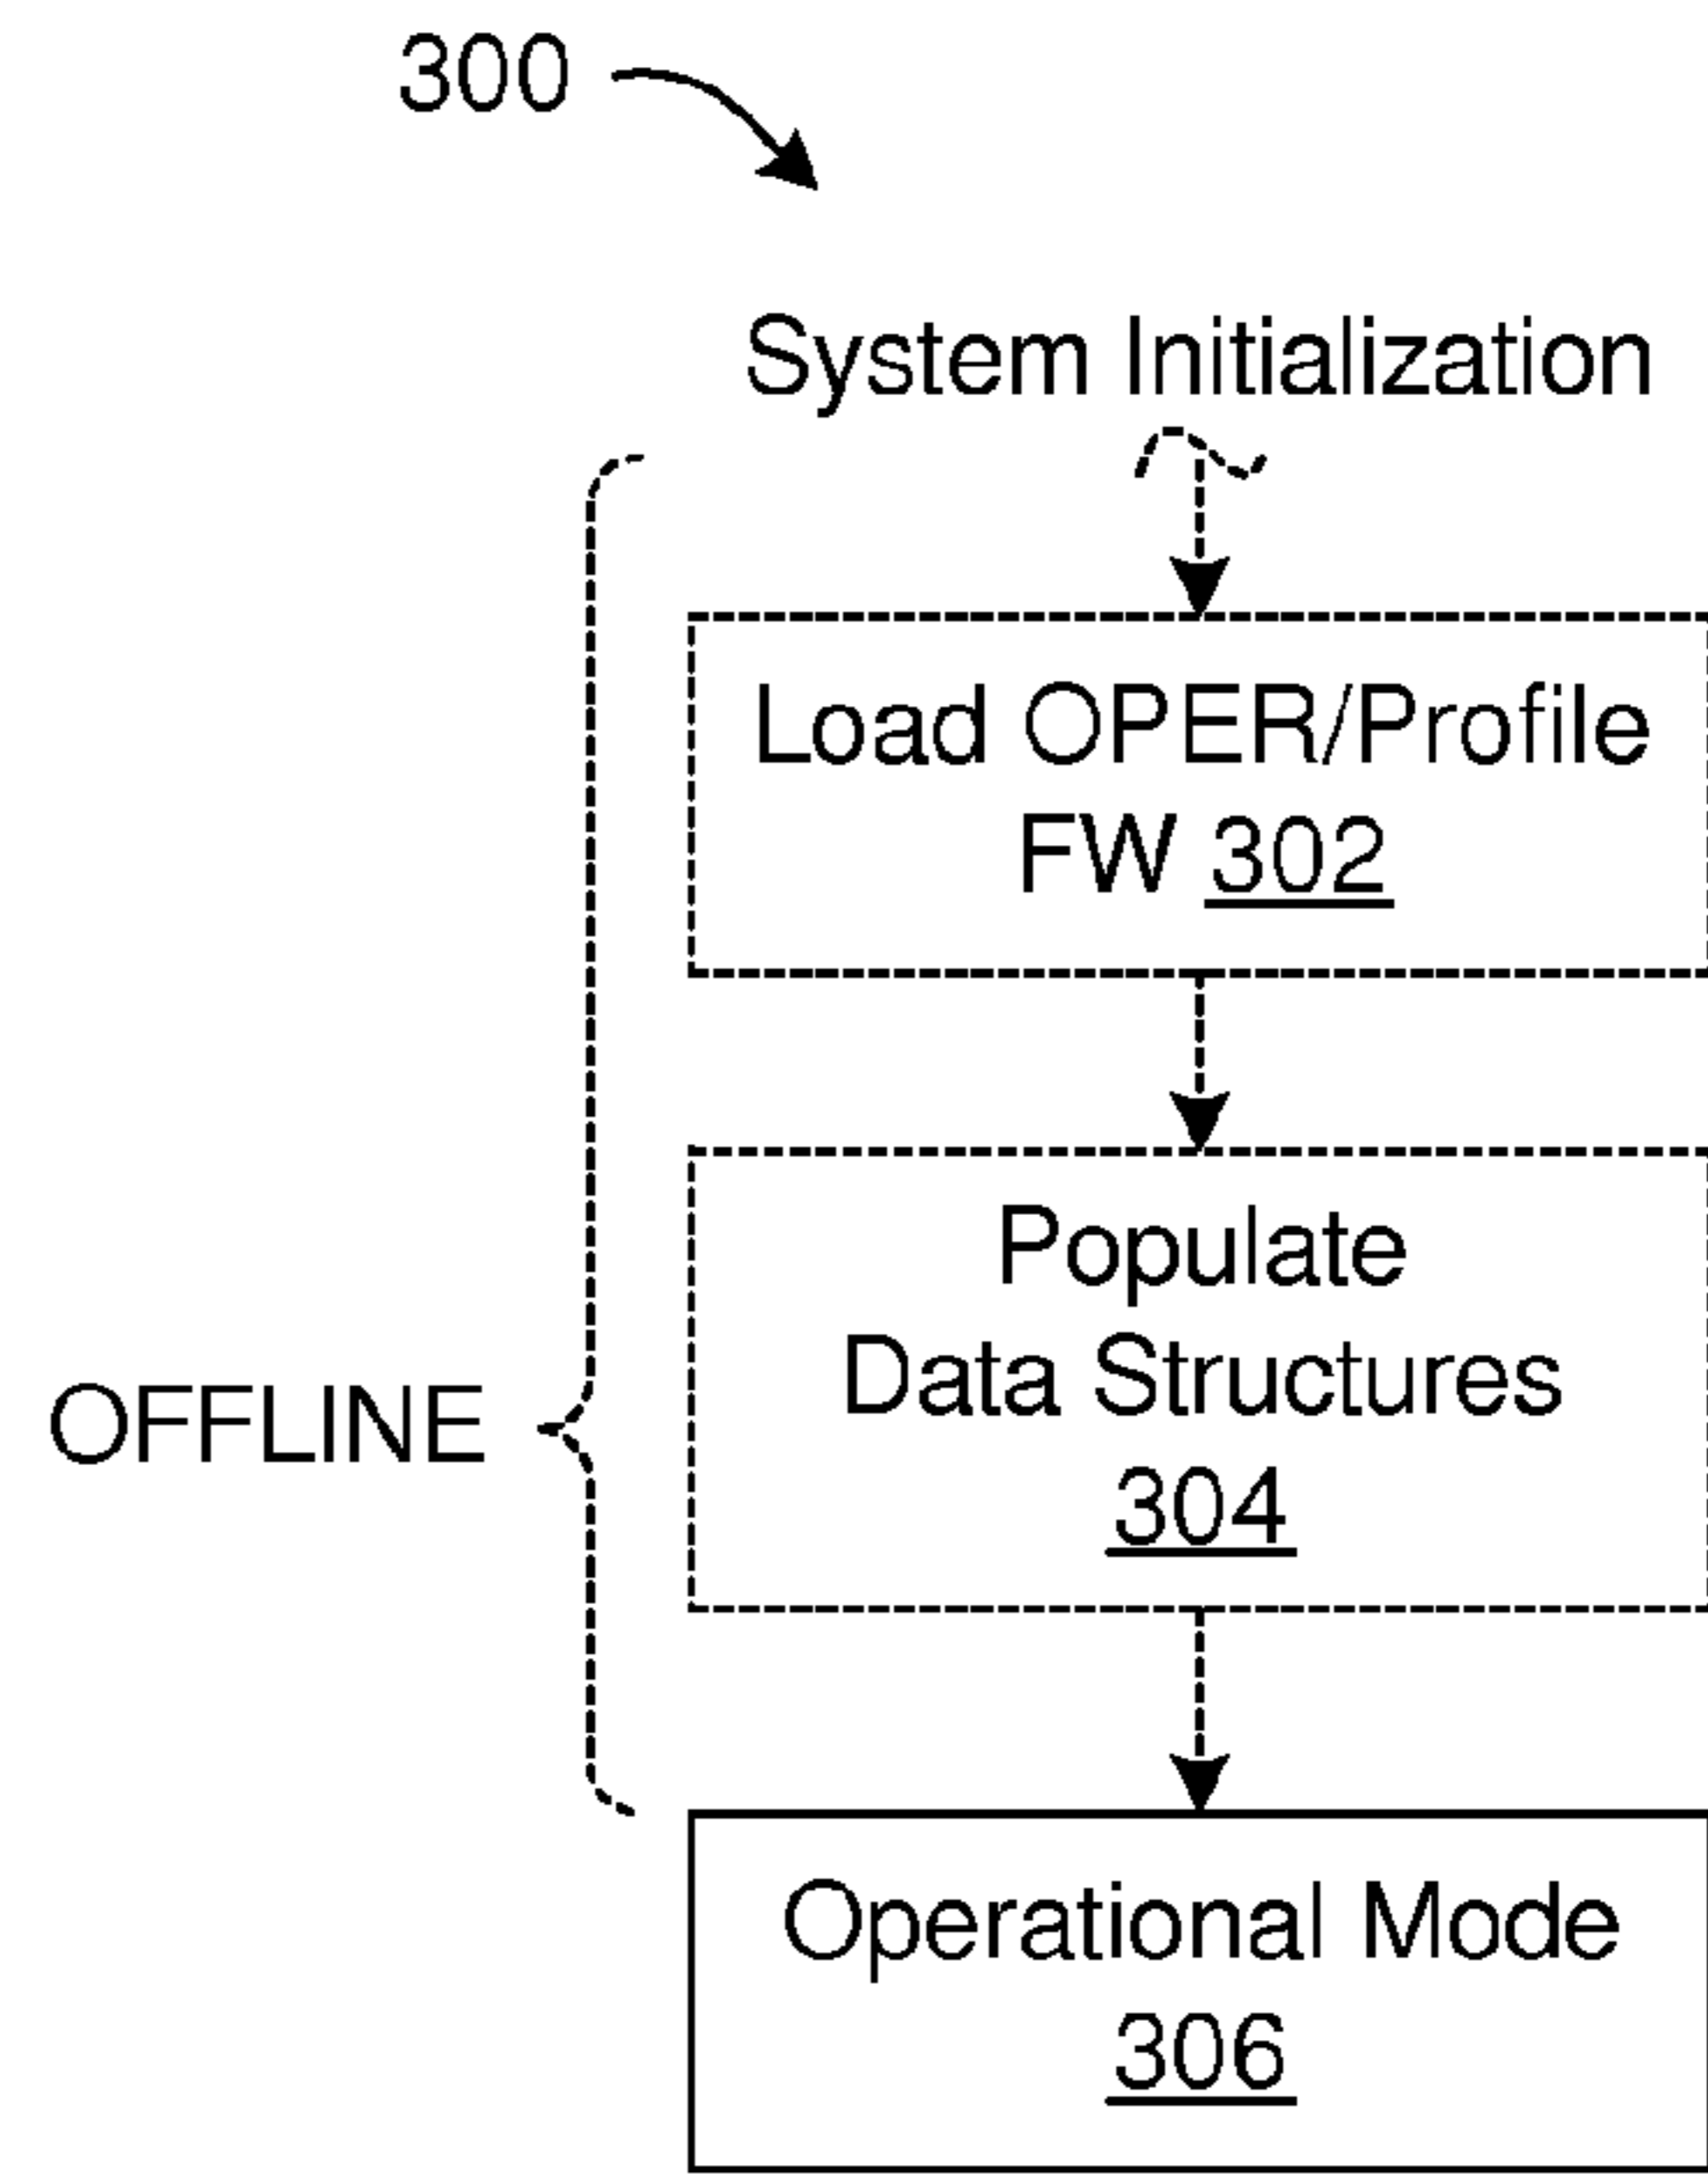 300
System Initialization
Load OPER/Profile
FW 302
Populate
Data Structures
304
OFFLINE
Operational Mode
306